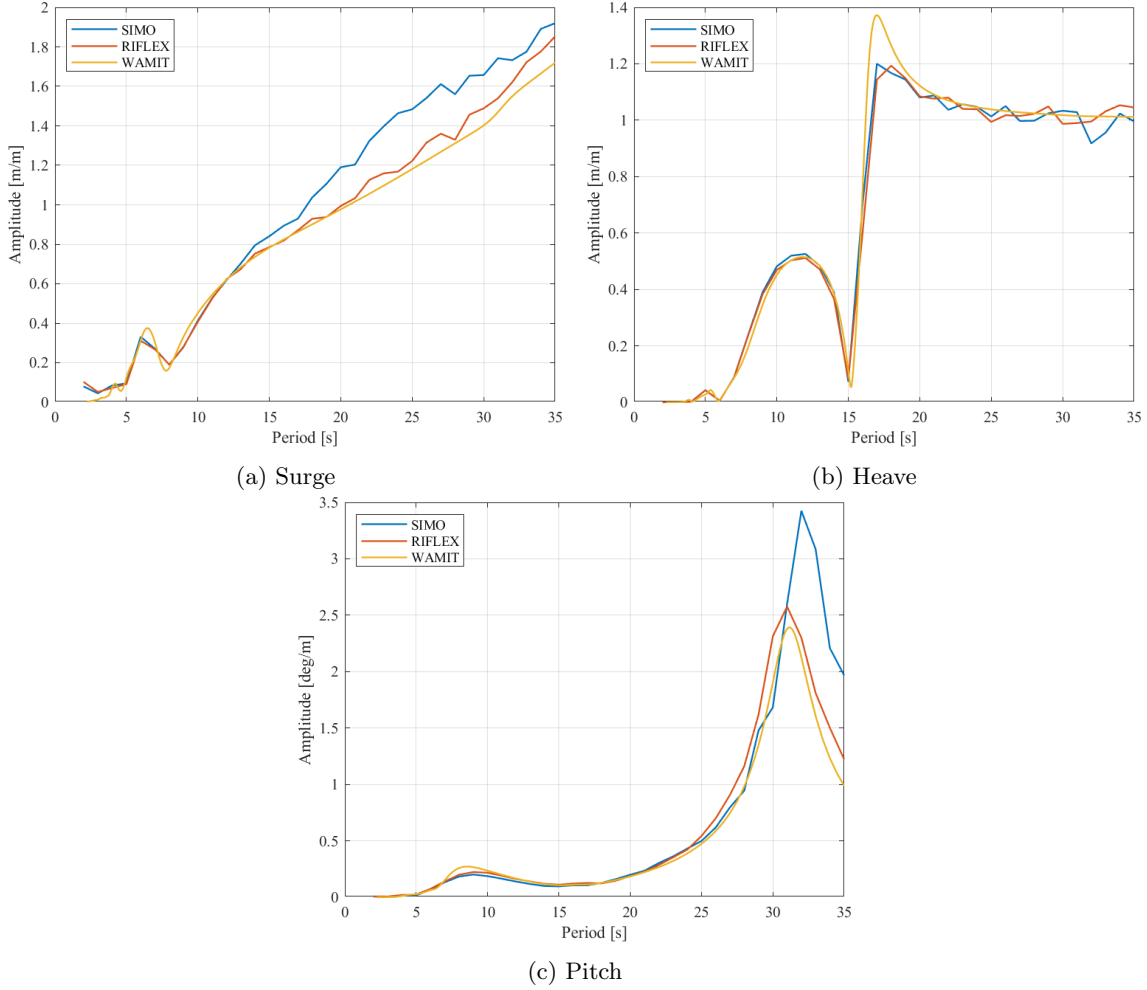 2
1.8
1.6
1.4
1.2
1
0.8
0.6
0.4
0.2
0
Amplitude [m/m]
SIMO
RIFLEX
WAMIT
0 5 10 15 20 25 30 35
Period [s]
(a) Surge
1.4
1.2
1
0.8
0.6
0.4
0.2
0
Amplitude [m/m]
SIMO
RIFLEX
WAMIT
0 5 10 15 20 25 30 35
Period [s]
(b) Heave
3.5
3
2.5
2
1.5
1
0.5
0
Amplitude [deg/m]
SIMO
RIFLEX
WAMIT
0 5 10 15 20 25 30 35
Period [s]
(c) Pitch